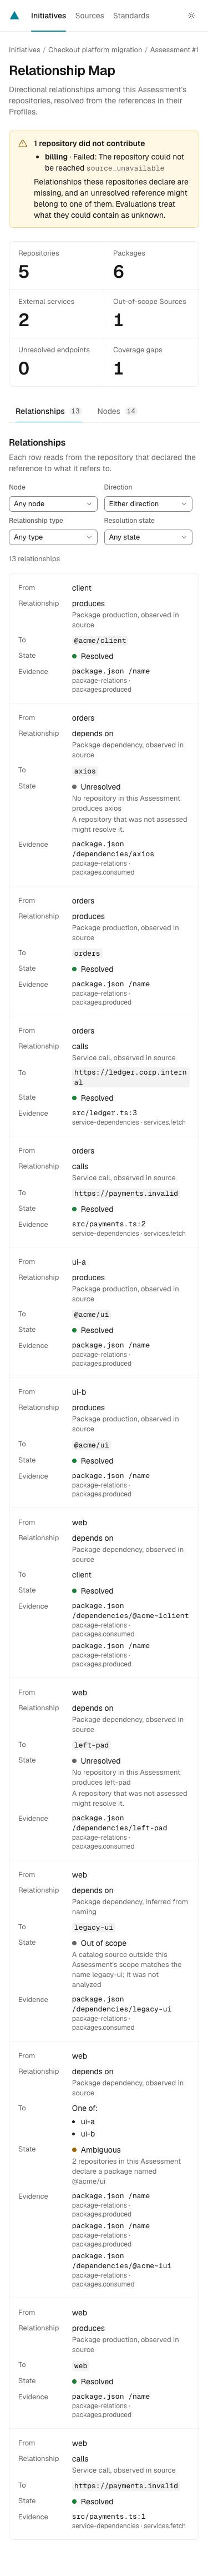 Initiatives Sources Standards
Initiatives / Checkout platform migration / Assessment #1
Relationship Map
Directional relationships among this Assessment's
repositories, resolved from the references in their
Profiles.
1 repository did not contribute
• billing · Failed: The repository could not
be reached source_unavailable
Relationships these repositories declare are
missing, and an unresolved reference might
belong to one of them. Evaluations treat
what they could contain as unknown.
Repositories
5
Packages
6
External services
2
Out-of-scope Sources
1
Unresolved endpoints
0
Coverage gaps
1
Relationships 13 Nodes 14
Relationships
Each row reads from the repository that declared the
relationship to what it refers to.
Node Direction
Any node Either direction
Relationship type Resolution state
Any type Any state
13 relationships
From client
Relationship produces
Package production, observed in
source
To @acme/client
State Resolved
Evidence package.json /name
package-relations ·
packages.produced
From orders
Relationship depends on
Package dependency, observed in
source
To axios
State Unresolved
No repository in this Assessment
produces axios
A repository that was not assessed
might resolve it.
Evidence package.json
/dependencies/axios
package-relations ·
packages.consumed
From orders
Relationship produces
Package production, observed in
source
To orders
State Resolved
Evidence package.json /name
package-relations ·
packages.produced
From orders
Relationship calls
Service call, observed in source
To https://ledger.corp.intern
al
State Resolved
Evidence src/ledger.ts:3
service-dependencies · services.fetch
From orders
Relationship calls
Service call, observed in source
To https://payments.invalid
State Resolved
Evidence src/payments.ts:2
service-dependencies · services.fetch
From ui-a
Relationship produces
Package production, observed in
source
To @acme/ui
State Resolved
Evidence package.json /name
package-relations ·
packages.produced
From ui-b
Relationship produces
Package production, observed in
source
To @acme/ui
State Resolved
Evidence package.json /name
package-relations ·
packages.produced
From web
Relationship depends on
Package dependency, observed in
source
To client
State Resolved
Evidence package.json
/dependencies/@acme~1client
package-relations ·
packages.consumed
package.json /name
package-relations ·
packages.produced
From web
Relationship depends on
Package dependency, observed in
source
To left-pad
State Unresolved
No repository in this Assessment
produces left-pad
A repository that was not assessed
might resolve it.
Evidence package.json
/dependencies/left-pad
package-relations ·
packages.consumed
From web
Relationship depends on
Package dependency, inferred from
naming
To legacy-ui
State Out of scope
A catalog source outside this
Assessment's scope matches the
name legacy-ui; it was not
analyzed
Evidence package.json
/dependencies/legacy-ui
package-relations ·
packages.consumed
From web
Relationship depends on
Package dependency, observed in
source
To One of:
• ui-a
• ui-b
State Ambiguous
2 repositories in this Assessment
declare a package named
@acme/ui
Evidence package.json /name
package-relations ·
packages.produced
package.json /name
package-relations ·
packages.produced
package.json
/dependencies/@acme~1ui
package-relations ·
packages.consumed
From web
Relationship produces
Package production, observed in
source
To web
State Resolved
Evidence package.json /name
package-relations ·
packages.produced
From web
Relationship calls
Service call, observed in source
To https://payments.invalid
State Resolved
Evidence src/payments.ts:1
service-dependencies · services.fetch